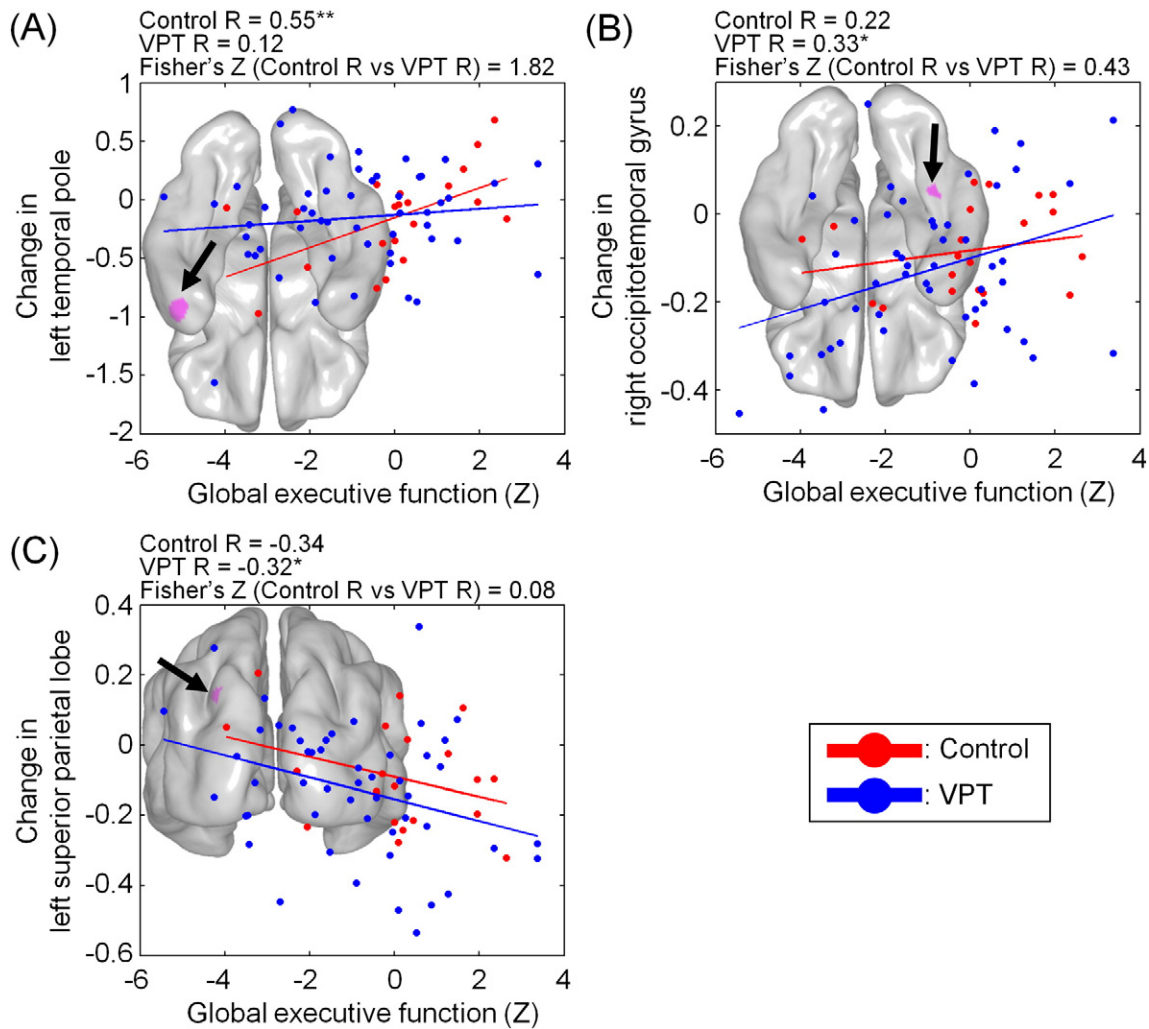 (A)
Control R = 0.55**
VPT R = 0.12
Fisher's Z (Control R vs VPT R) = 1.82
1
0.5
0
-0.5
-1
-1.5
-2
Change in
left temporal pole
-6 -4 -2 0 2 4
Global executive function (Z)
(B)
Control R = 0.22
VPT R = 0.33*
Fisher's Z (Control R vs VPT R) = 0.43
0.2
0
-0.2
-0.4
Change in
right occipitotemporal gyrus
-6 -4 -2 0 2 4
Global executive function (Z)
(C)
Control R = -0.34
VPT R = -0.32*
Fisher's Z (Control R vs VPT R) = 0.08
0.4
0.2
0
-0.2
-0.4
-0.6
Change in
left superior parietal lobe
-6 -4 -2 0 2 4
Global executive function (Z)
: Control
: VPT